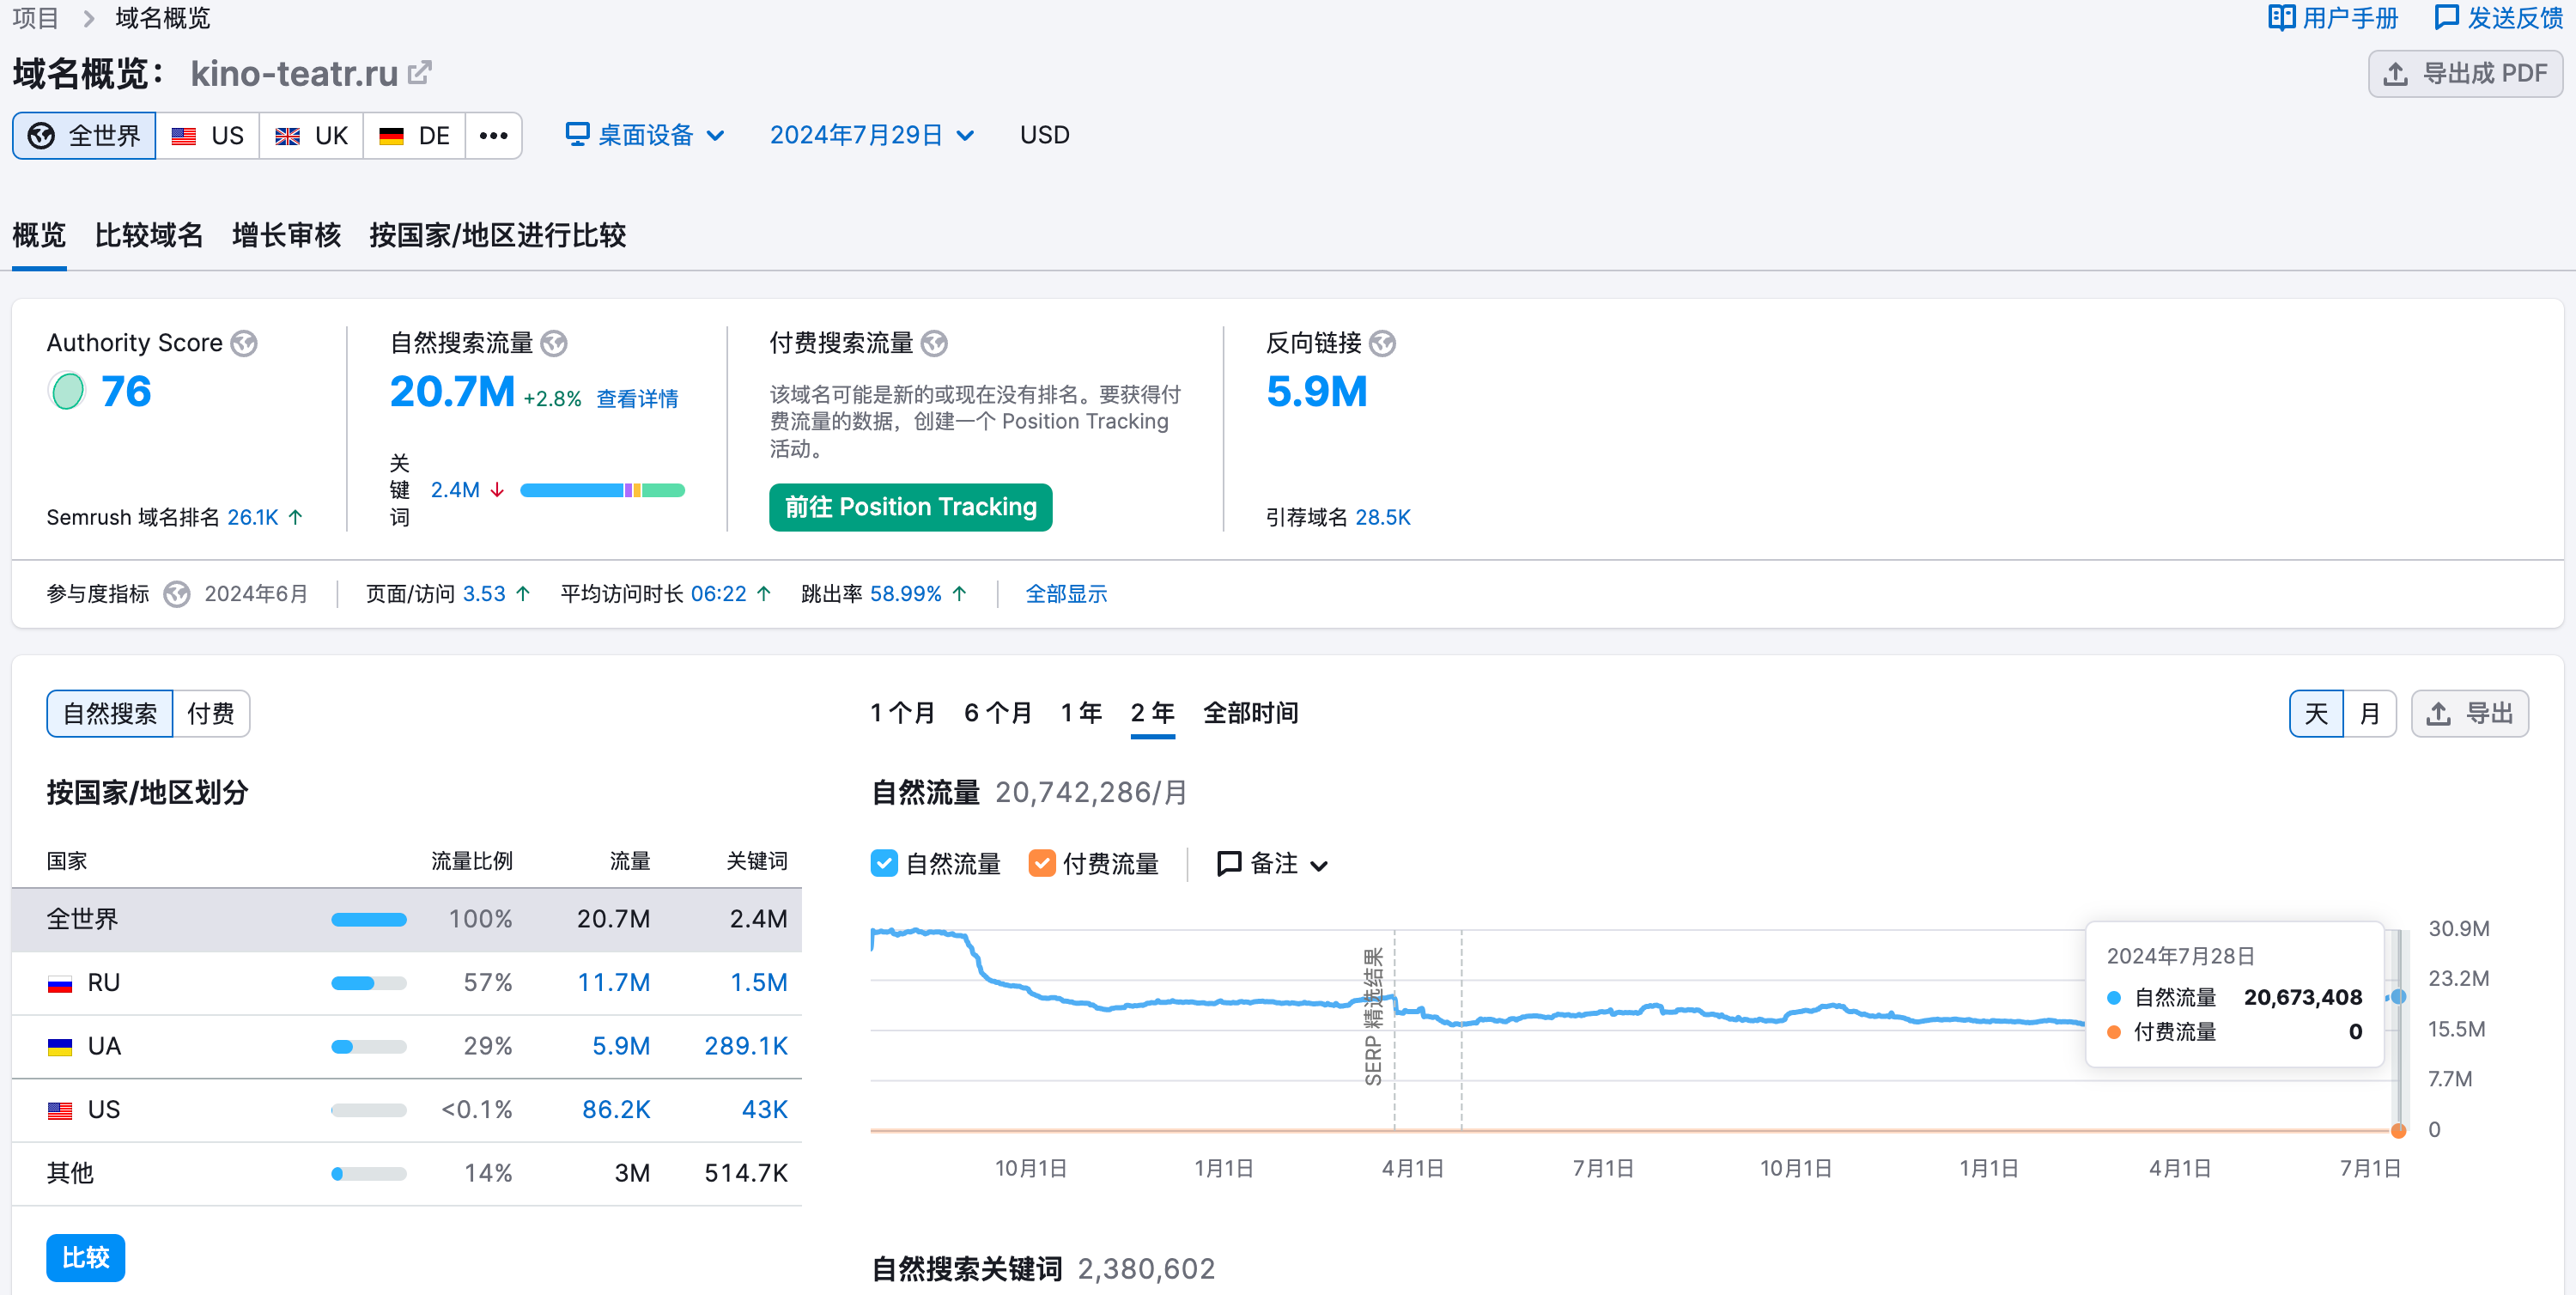 项目 > 域名概览
用户手册
发送反馈
域名概览： kino-teatr.ru
导出成 PDF
全世界
US
UK
DE
•••
桌面设备
2024年7月29日
USD
概览
比较域名
增长审核
按国家/地区进行比较
Authority Score
76
Semrush 域名排名 26.1K ↑
自然搜索流量
20.7M +2.8% 查看详情
关键词 2.4M ↓
付费搜索流量
该域名可能是新的或现在没有排名。要获得付
费流量的数据，创建一个 Position Tracking
活动。
前往 Position Tracking
反向链接
5.9M
引荐域名 28.5K
参与度指标 2024年6月
页面/访问 3.53 ↑
平均访问时长 06:22 ↑
跳出率 58.99% ↑
全部显示
自然搜索
付费
按国家/地区划分
国家 流量比例 流量 关键词
全世界 100% 20.7M 2.4M
RU 57% 11.7M 1.5M
UA 29% 5.9M 289.1K
US <0.1% 86.2K 43K
其他 14% 3M 514.7K
比较
1 个月 6 个月 1 年 2 年 全部时间
天 月
导出
自然流量 20,742,286/月
自然流量
付费流量
备注
SERP 精选结果
2024年7月28日
自然流量 20,673,408
付费流量 0
30.9M
23.2M
15.5M
7.7M
0
10月1日 1月1日 4月1日 7月1日 10月1日 1月1日 4月1日 7月1日
自然搜索关键词 2,380,602